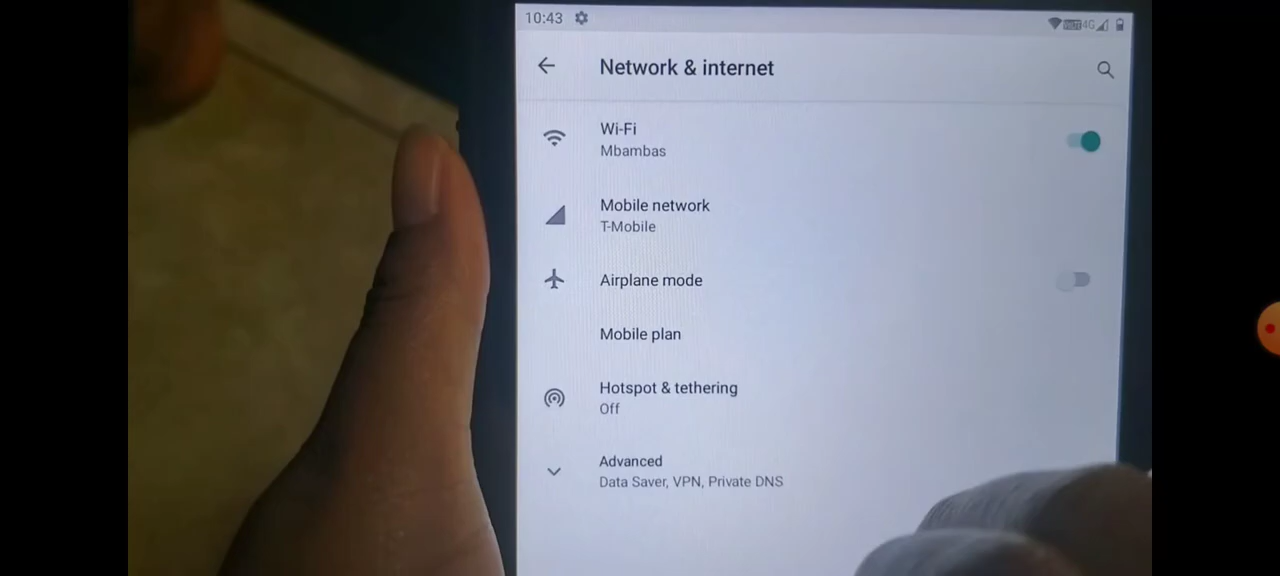 10:43
4G
Network & internet
Wi-Fi
Mbambas
Mobile network
T-Mobile
Airplane mode
Mobile plan
Hotspot & tethering
Off
Advanced
Data Saver, VPN, Private DNS